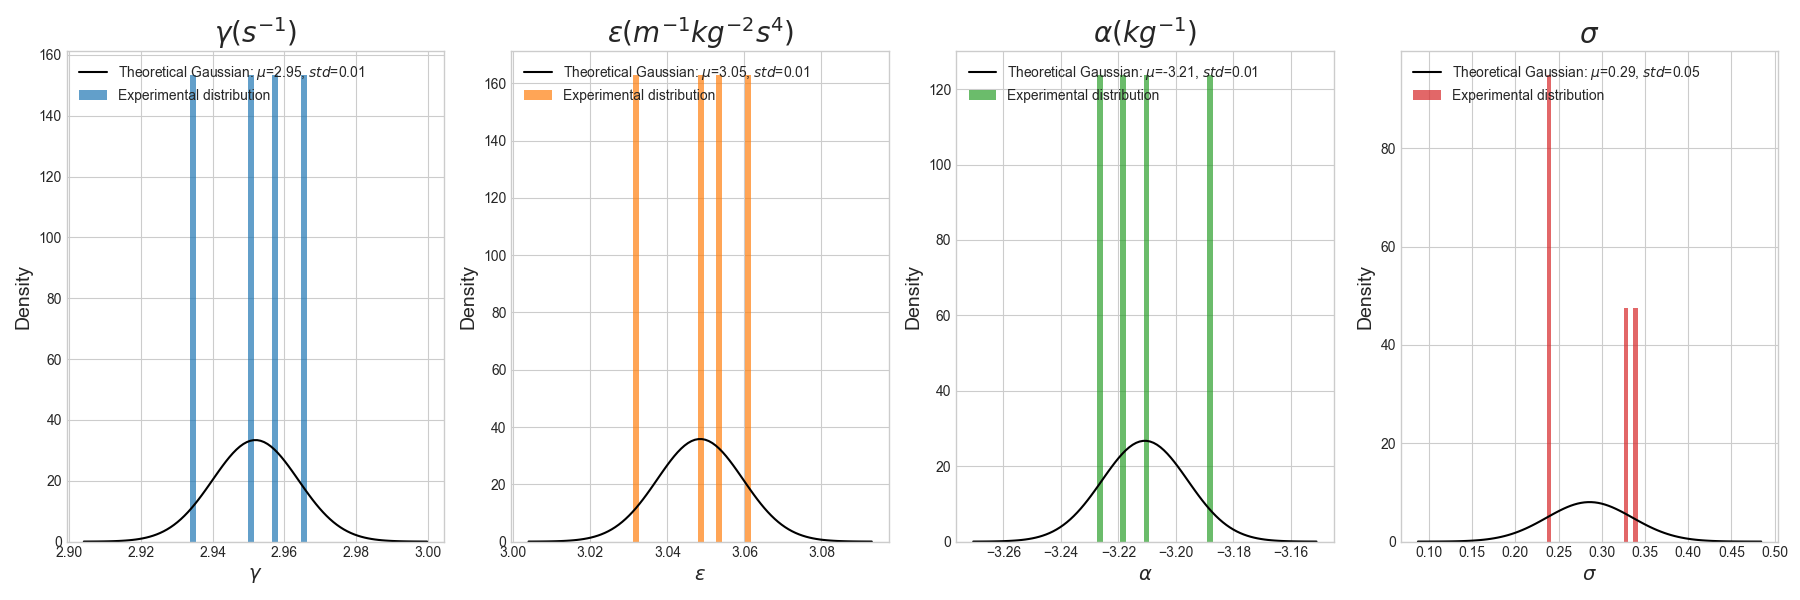 γ(s⁻¹)
Theoretical Gaussian: μ=2.95, std=0.01
Experimental distribution
160
140
120
100
80
60
40
20
0
Density
2.90 2.92 2.94 2.96 2.98 3.00
γ
ε(m⁻¹kg⁻²s⁴)
Theoretical Gaussian: μ=3.05, std=0.01
Experimental distribution
160
140
120
100
80
60
40
20
0
Density
3.00 3.02 3.04 3.06 3.08
ε
α(kg⁻¹)
Theoretical Gaussian: μ=-3.21, std=0.01
Experimental distribution
120
100
80
60
40
20
0
Density
−3.26 −3.24 −3.22 −3.20 −3.18 −3.16
α
σ
Theoretical Gaussian: μ=0.29, std=0.05
Experimental distribution
80
60
40
20
0
Density
0.10 0.15 0.20 0.25 0.30 0.35 0.40 0.45 0.50
σ